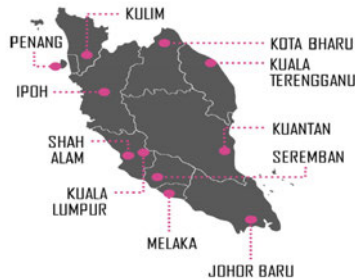 KULIM
PENANG
KOTA BHARU
KUALA
TERENGGANU
IPOH
KUANTAN
SHAH
ALAM
SEREMBAN
KUALA
LUMPUR
MELAKA
JOHOR BARU